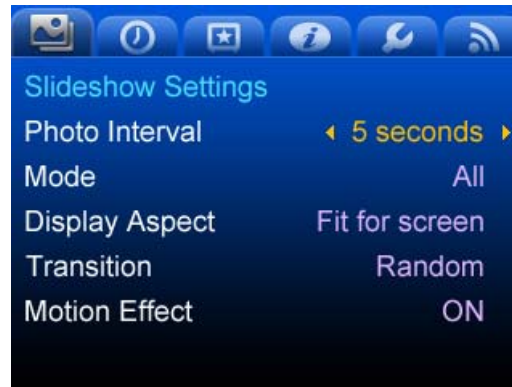 Slideshow Settings
Photo Interval 5 seconds
Mode All
Display Aspect Fit for screen
Transition Random
Motion Effect ON